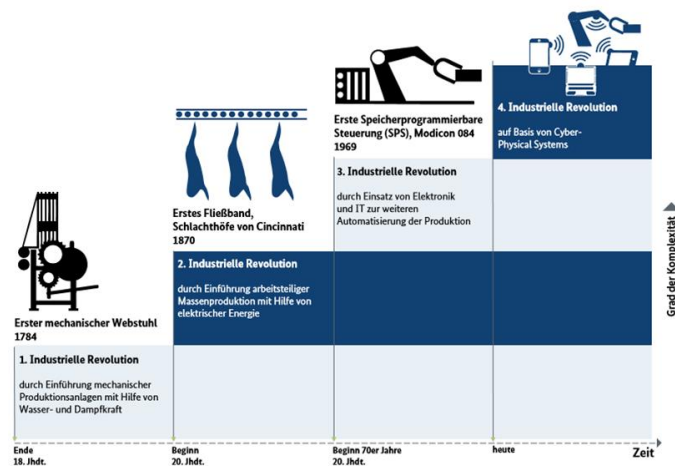 Erster mechanischer Webstuhl
1784
1. Industrielle Revolution
durch Einführung mechanischer
Produktionsanlagen mit Hilfe von
Wasser- und Dampfkraft
Erstes Fließband,
Schlachthöfe von Cincinnati
1870
2. Industrielle Revolution
durch Einführung arbeitsteiliger
Massenproduktion mit Hilfe von
elektrischer Energie
Erste Speicherprogrammierbare
Steuerung (SPS), Modicon 084
1969
3. Industrielle Revolution
durch Einsatz von Elektronik
und IT zur weiteren
Automatisierung der Produktion
4. Industrielle Revolution
auf Basis von Cyber-
Physical Systems
Grad der Komplexität
Ende
18. Jhdt.
Beginn
20. Jhdt.
Beginn 70er Jahre
20. Jhdt.
heute
Zeit